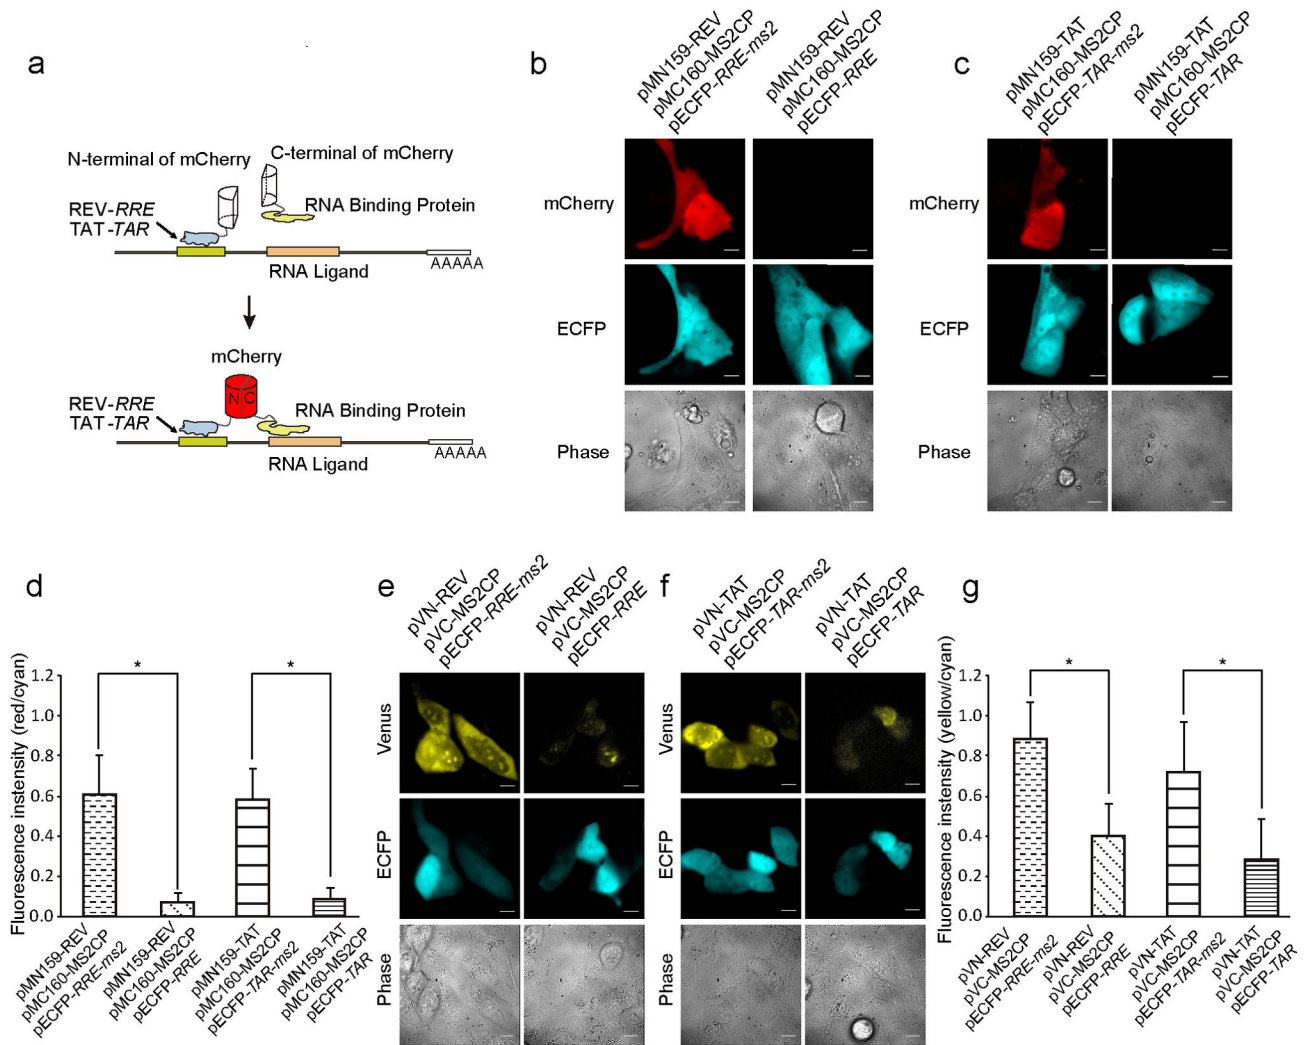 a
N-terminal of mCherry
C-terminal of mCherry
REV-RRE
TAT-TAR
RNA Binding Protein
RNA Ligand
AAAAA
mCherry
N C
REV-RRE
TAT-TAR
RNA Binding Protein
RNA Ligand
AAAAA
b
pMN159-REV
pMC160-MS2CP
pECFP-RRE-ms2
pMN159-REV
pMC160-MS2CP
pECFP-RRE
mCherry
ECFP
Phase
c
pMN159-TAT
pMC160-MS2CP
pECFP-TAR-ms2
pMN159-TAT
pMC160-MS2CP
pECFP-TAR
mCherry
ECFP
Phase
d
Fluorescence instensity (red/cyan)
1.2
1.0
0.8
0.6
0.4
0.2
0.0
*
*
pMN159-REV
pMC160-MS2CP
pECFP-RRE-ms2
pMN159-REV
pMC160-MS2CP
pECFP-RRE
pMN159-TAT
pMC160-MS2CP
pECFP-TAR-ms2
pMN159-TAT
pMC160-MS2CP
pECFP-TAR
e
pVN-REV
pVC-MS2CP
pECFP-RRE-ms2
pVN-REV
pVC-MS2CP
pECFP-RRE
Venus
ECFP
Phase
f
pVN-TAT
pVC-MS2CP
pECFP-TAR-ms2
pVN-TAT
pVC-MS2CP
pECFP-TAR
Venus
ECFP
Phase
g
Fluorescence instensity (yellow/cyan)
1.2
1.0
0.8
0.6
0.4
0.2
0.0
*
*
pVN-REV
pVC-MS2CP
pECFP-RRE-ms2
pVN-REV
pVC-MS2CP
pECFP-RRE
pVN-TAT
pVC-MS2CP
pECFP-TAR-ms2
pVN-TAT
pVC-MS2CP
pECFP-TAR